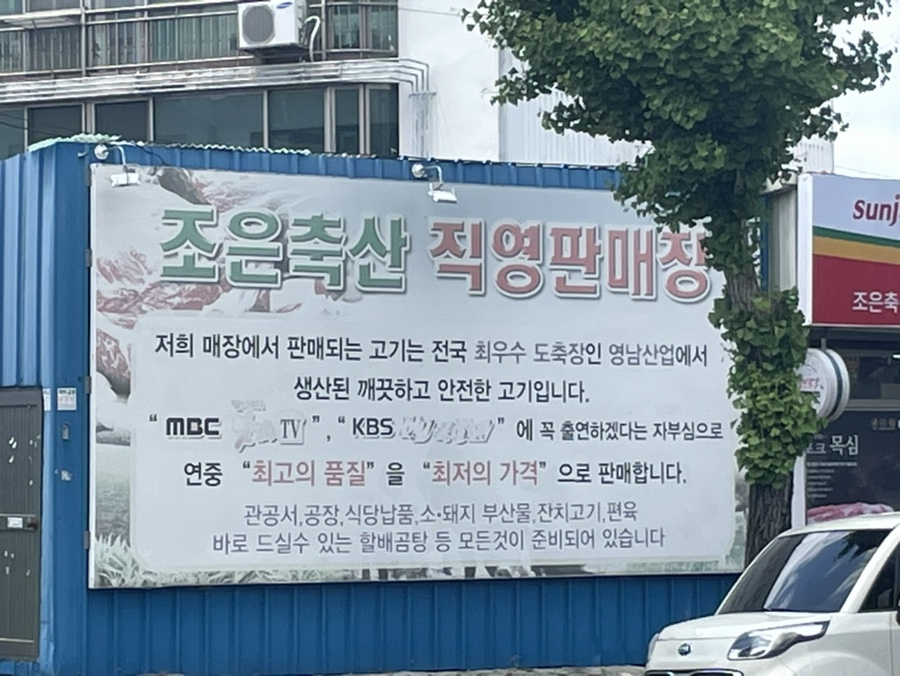 조은축산 직영판매장
저희 매장에서 판매되는 고기는 전국 최우수 도축장인 영남산업에서
생산된 깨끗하고 안전한 고기입니다.
“ MBC TV ” , “ KBS ” 에 꼭 출연하겠다는 자부심으로
연중 “최고의 품질” 을 “최저의 가격” 으로 판매합니다.
관공서,공장,식당납품,소·돼지 부산물,잔치고기,편육
바로 드실수 있는 할배곰탕 등 모든것이 준비되어 있습니다
sunj
조은축
목심